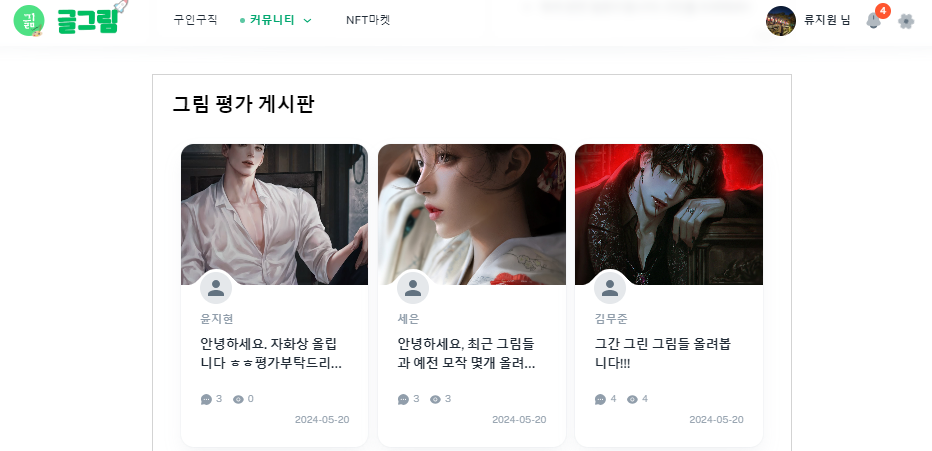 글그림
구인구직
커뮤니티
NFT마켓
류지원 님
4
그림 평가 게시판
윤지현
안녕하세요. 자화상 올립
니다 ㅎㅎ평가부탁드리...
3
0
2024-05-20
세은
안녕하세요, 최근 그림들
과 예전 모작 몇개 올려...
3
3
2024-05-20
김무준
그간 그린 그림들 올려봅
니다!!!
4
4
2024-05-20